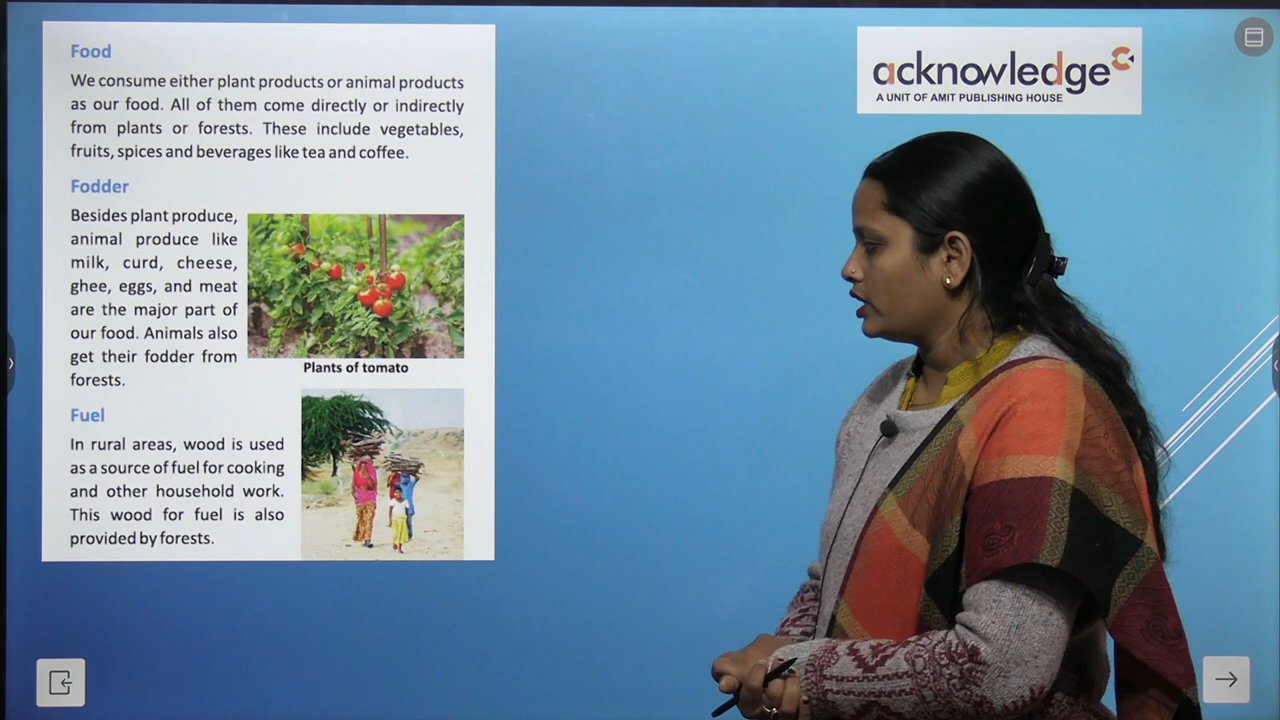 Food
We consume either plant products or animal products
as our food. All of them come directly or indirectly
from plants or forests. These include vegetables,
fruits, spices and beverages like tea and coffee.
Fodder
Besides plant produce,
animal produce like
milk, curd, cheese,
ghee, eggs, and meat
are the major part of
our food. Animals also
get their fodder from
forests.
Plants of tomato
Fuel
In rural areas, wood is used
as a source of fuel for cooking
and other household work.
This wood for fuel is also
provided by forests.
acknowledge
A UNIT OF AMIT PUBLISHING HOUSE